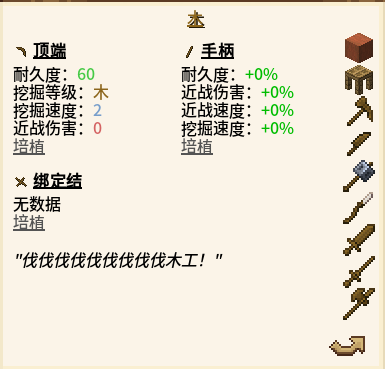 木
顶端
耐久度：60
挖掘等级：木
挖掘速度：2
近战伤害：0
培植
手柄
耐久度：+0%
近战伤害：+0%
近战速度：+0%
挖掘速度：+0%
培植
绑定结
无数据
培植
"伐伐伐伐伐伐伐伐伐木工！"